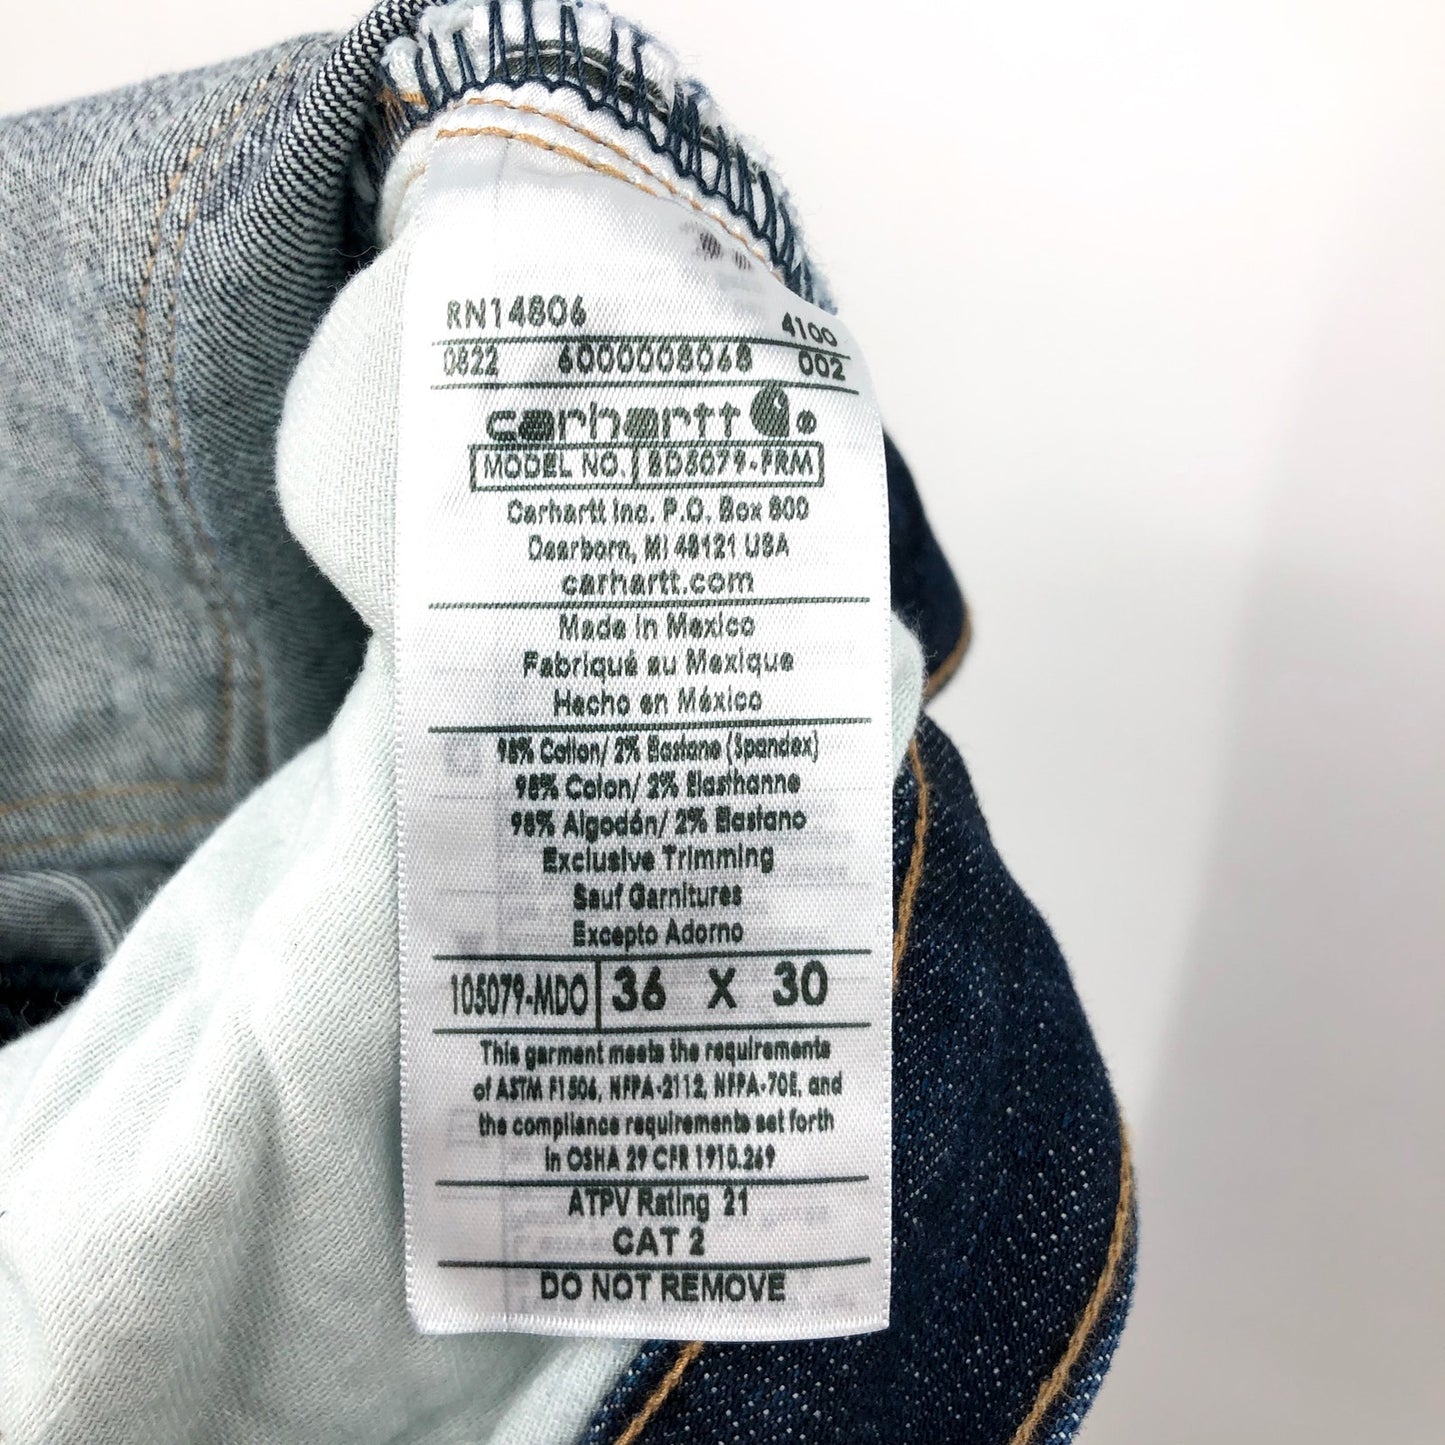 RN14806 4100
0822 6000008068 002
carhartt ®
MODEL NO. BD5079-FRM
Carhartt Inc. P.O. Box 600
Dearborn, MI 48121 USA
carhartt.com
Made in Mexico
Fabriqué au Mexique
Hecho en México
98% Cotton/ 2% Elastane (Spandex)
98% Coton/ 2% Elasthanne
98% Algodón/ 2% Elastano
Exclusive Trimming
Sauf Garnitures
Excepto Adorno
105079-MDO 36 X 30
This garment meets the requirements
of ASTM F1506, NFPA-2112, NFPA-70E, and
the compliance requirements set forth
in OSHA 29 CFR 1910.269
ATPV Rating 21
CAT 2
DO NOT REMOVE